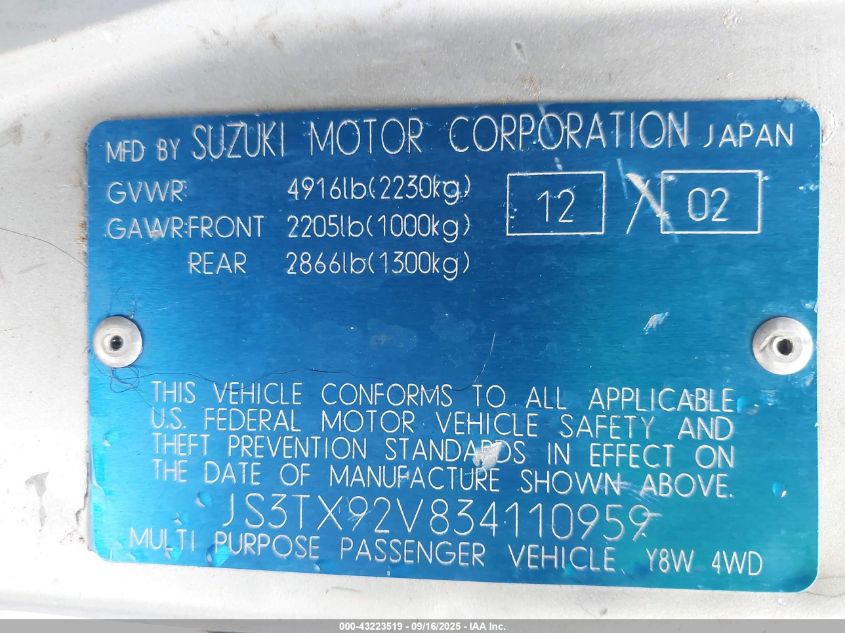 MFD BY SUZUKI MOTOR CORPORATION JAPAN
GVWR: 4916lb(2230kg) 12 / 02
GAWR:FRONT 2205lb(1000kg)
REAR 2866lb(1300kg)
THIS VEHICLE CONFORMS TO ALL APPLICABLE
U.S. FEDERAL MOTOR VEHICLE SAFETY AND
THEFT PREVENTION STANDARDS IN EFFECT ON
THE DATE OF MANUFACTURE SHOWN ABOVE.
JS3TX92V834110959
MULTI PURPOSE PASSENGER VEHICLE Y8W 4WD
000-43223519 - 09/16/2025 - IAA Inc.